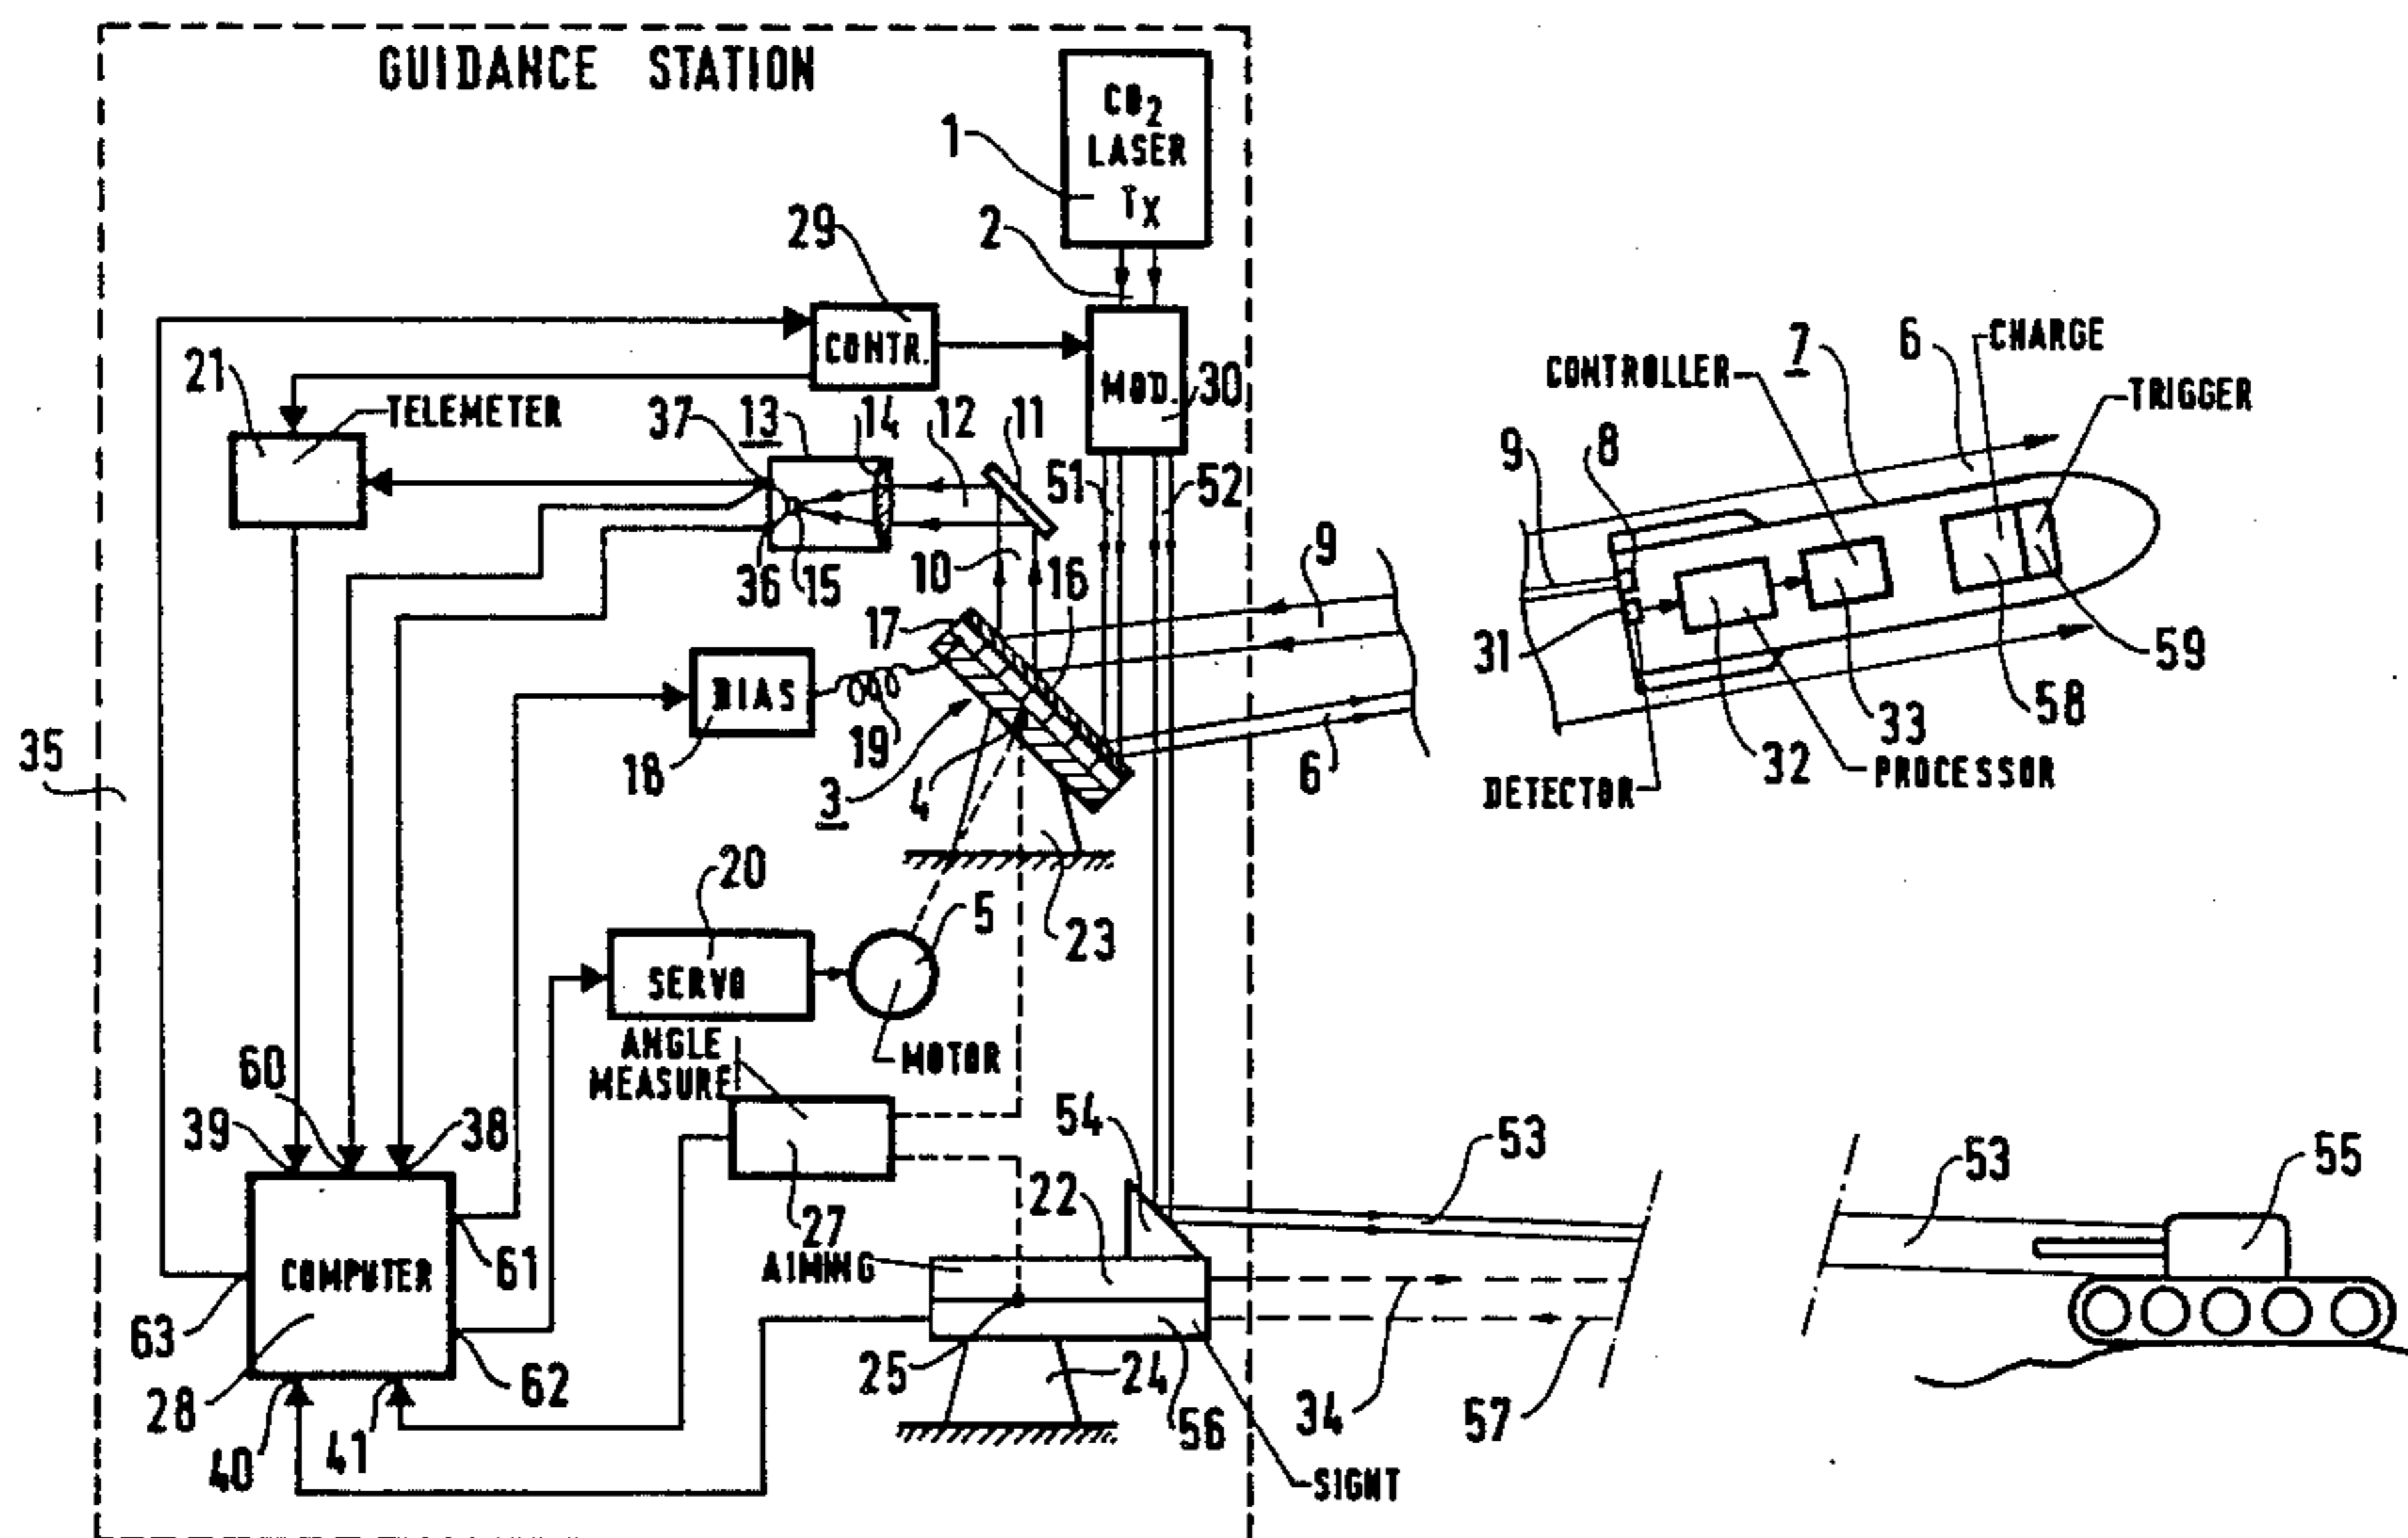 GUIDANCE STATION
CO2
LASER
TX
1
2
29
CONTR.
MOD.
30
21
TELEMETER
37
13
14
12
11
51
52
36
15
10
16
9
17
BIAS
18
19
3
4
6
35
20
SERVO
5
23
MOTOR
ANGLE
MEASURE
27
60
39
38
COMPUTER
61
63
62
28
40
41
54
53
22
AIMING
25
24
56
34
57
SIGHT
CONTROLLER
7
6
CHARGE
TRIGGER
9
8
31
32
33
58
59
DETECTOR
PROCESSOR
53
55